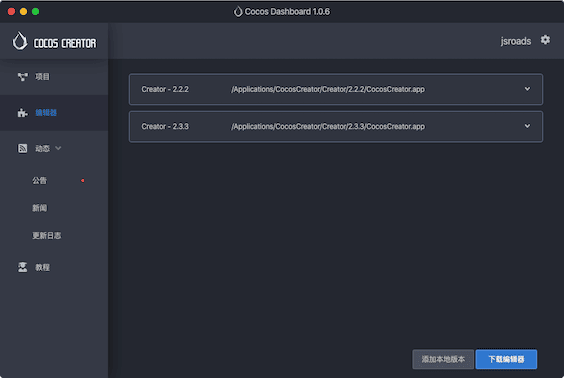 Cocos Dashboard 1.0.6
COCOS CREATOR
jsroads
项目
编辑器
动态
公告
新闻
更新日志
教程
Creator - 2.2.2 /Applications/CocosCreator/Creator/2.2.2/CocosCreator.app
Creator - 2.3.3 /Applications/CocosCreator/Creator/2.3.3/CocosCreator.app
添加本地版本 下载编辑器